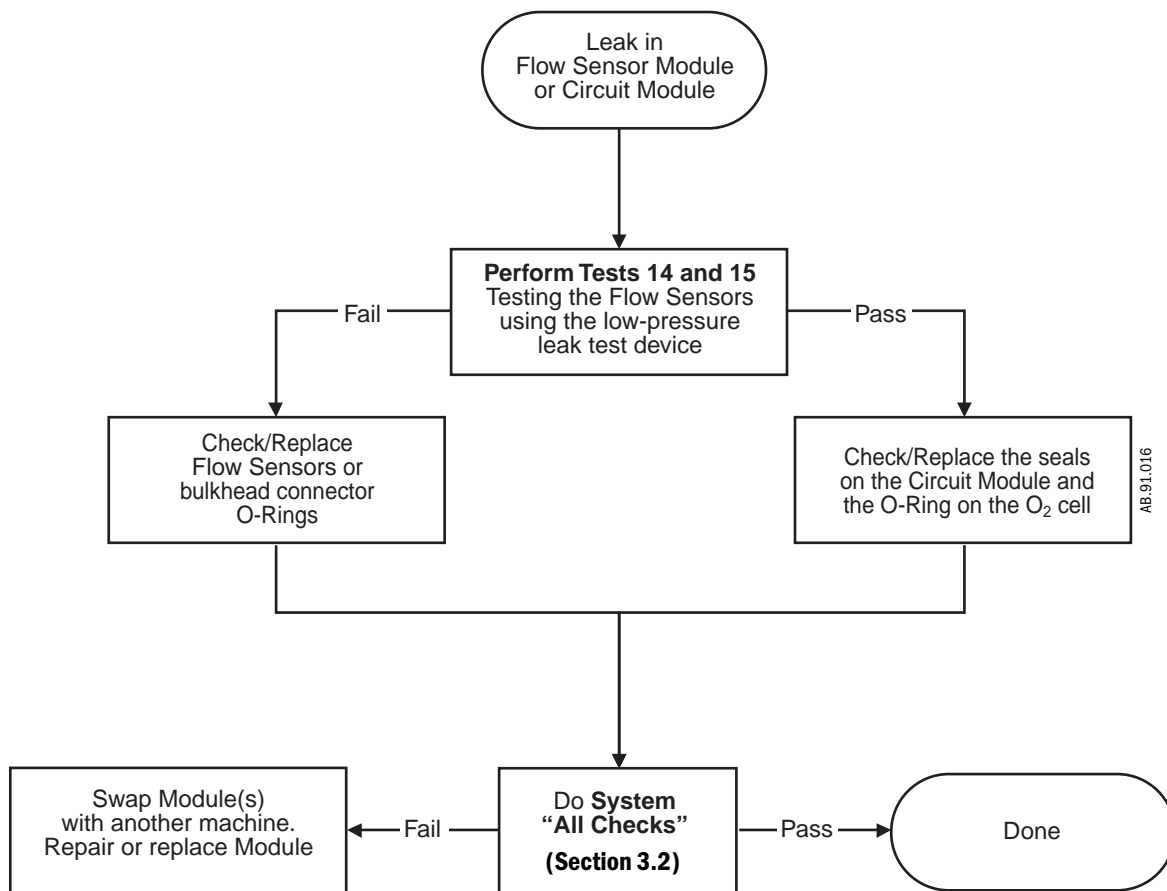 Leak in
Flow Sensor Module
or Circuit Module
Perform Tests 14 and 15
Testing the Flow Sensors
using the low-pressure
leak test device
Fail
Pass
Check/Replace
Flow Sensors or
bulkhead connector
O-Rings
Check/Replace the seals
on the Circuit Module and
the O-Ring on the O₂ cell
AB.91.016
Swap Module(s)
with another machine.
Repair or replace Module
Fail
Do System
“All Checks”
(Section 3.2)
Pass
Done